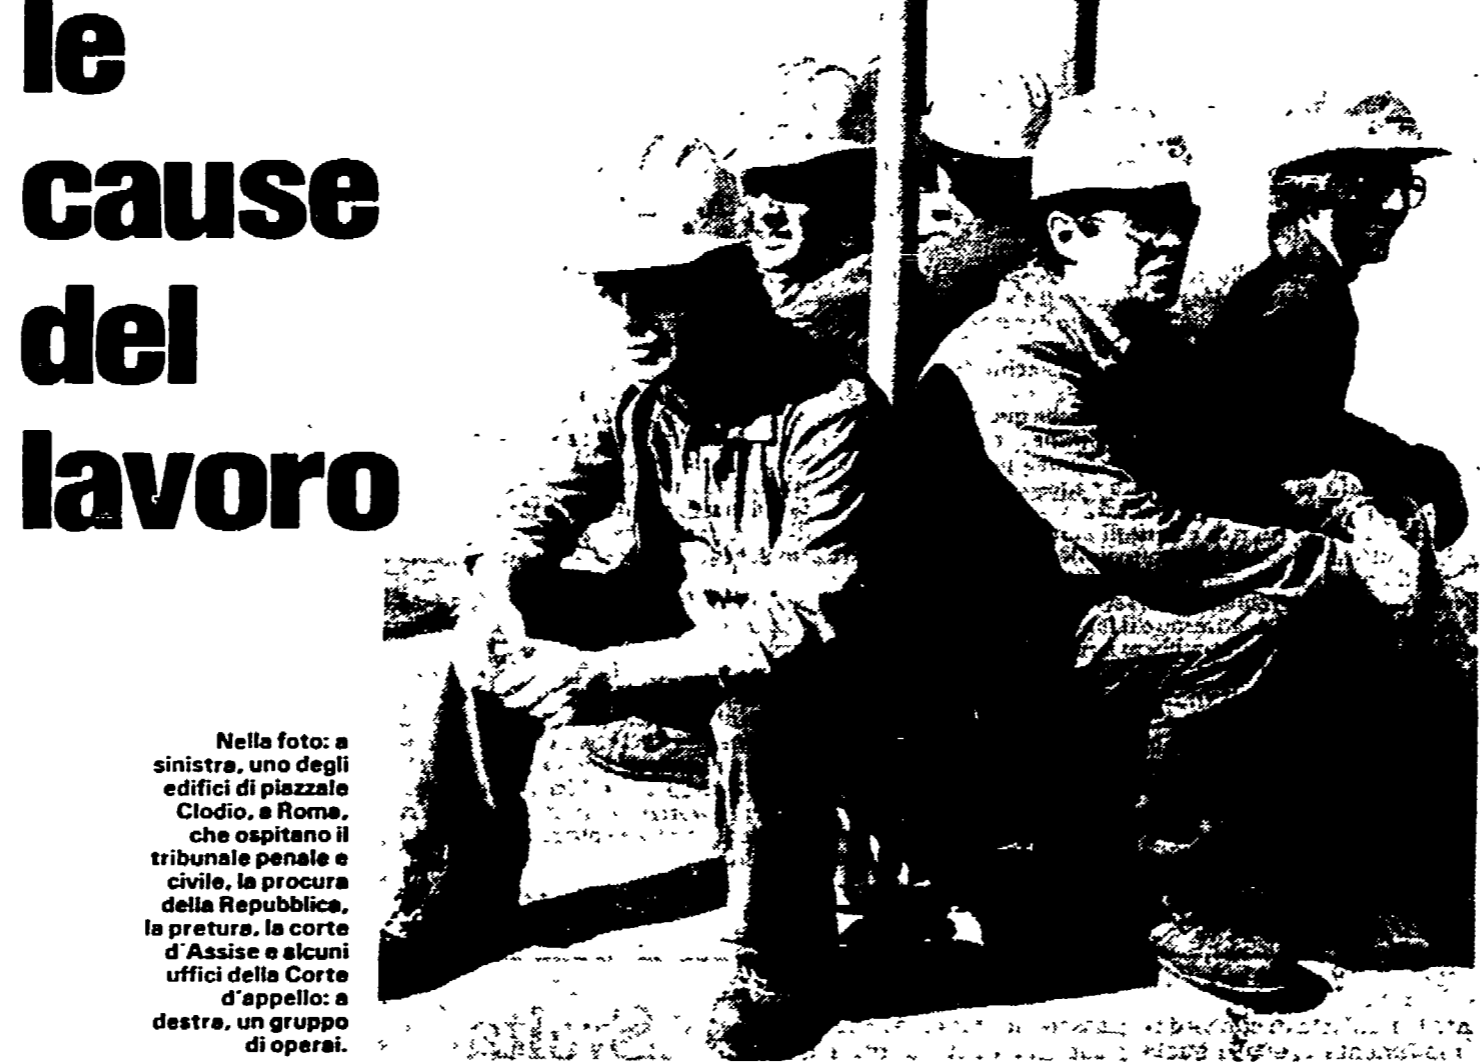 le
cause
del
lavoro
Nella foto: a
sinistra, uno degli
edifici di piazzale
Clodio, a Roma,
che ospitano il
tribunale penale e
civile, la procura
della Repubblica,
la pretura, la corte
d'Assise e alcuni
uffici della Corte
d'appello: a
destra, un gruppo
di operai.